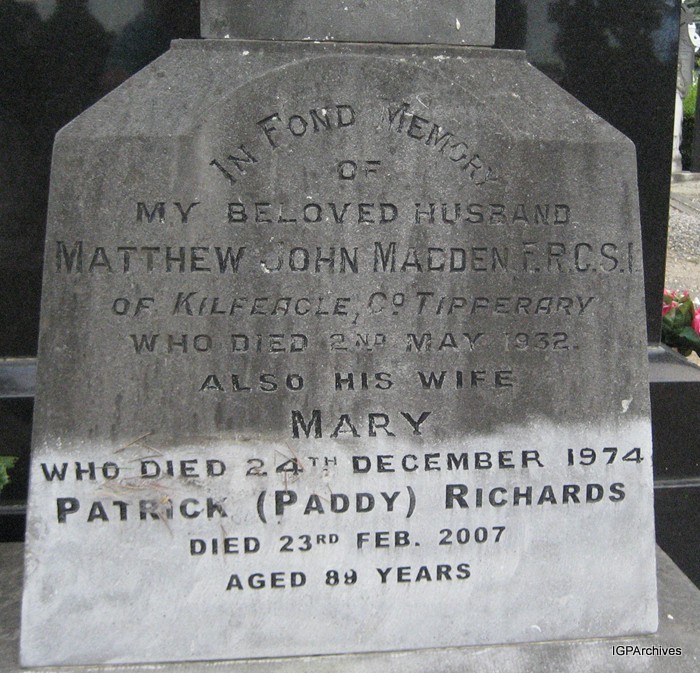 IN FOND MEMORY
OF
MY BELOVED HUSBAND
MATTHEW JOHN MADDEN, F.R.C.S.I.
OF KILFEACLE, Cº TIPPERARY
WHO DIED 2ND MAY 1932.
ALSO HIS WIFE
MARY
WHO DIED 24TH DECEMBER 1974
PATRICK (PADDY) RICHARDS
DIED 23RD FEB. 2007
AGED 89 YEARS
IGPArchives